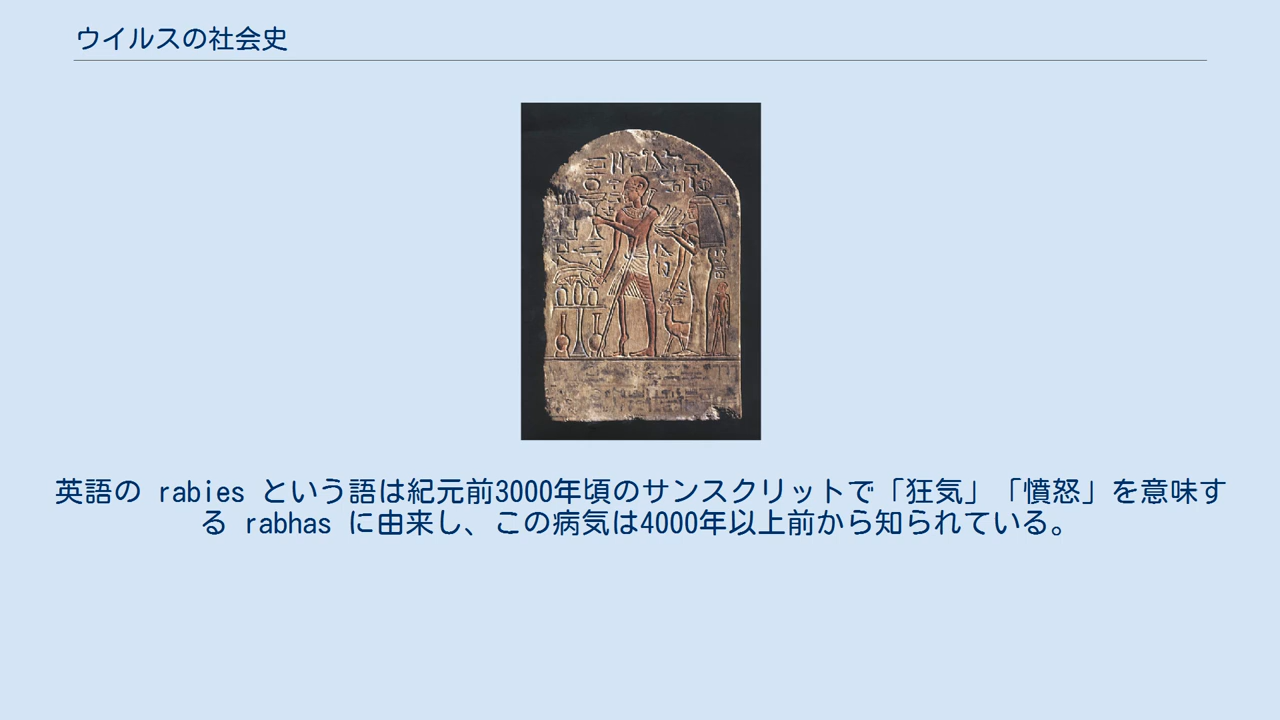 ウイルスの社会史
英語の rabies という語は紀元前3000年頃のサンスクリットで「狂気」「憤怒」を意味す
る rabhas に由来し、この病気は4000年以上前から知られている。